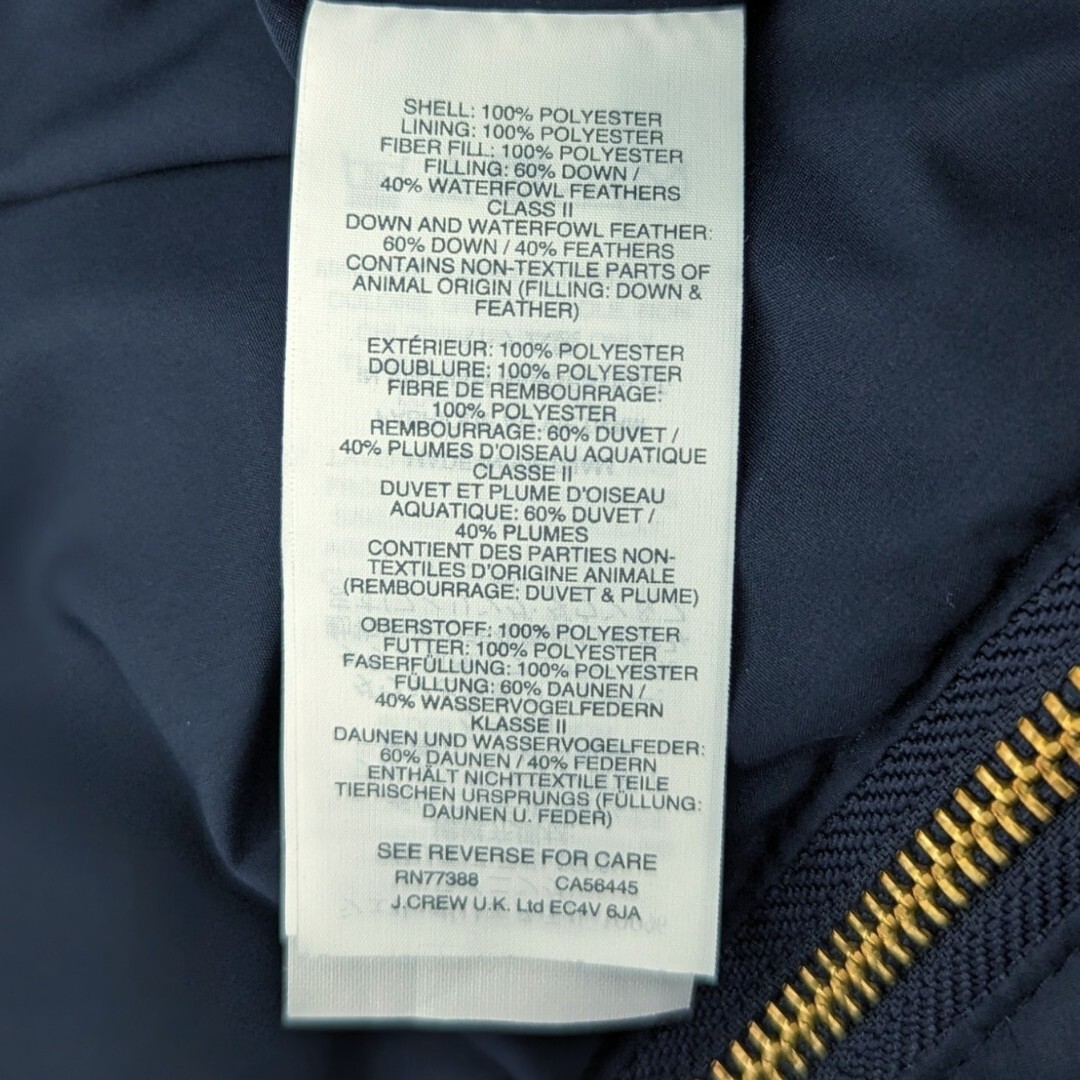 SHELL: 100% POLYESTER
LINING: 100% POLYESTER
FIBER FILL: 100% POLYESTER
FILLING: 60% DOWN /
40% WATERFOWL FEATHERS
CLASS II
DOWN AND WATERFOWL FEATHER:
60% DOWN / 40% FEATHERS
CONTAINS NON-TEXTILE PARTS OF
ANIMAL ORIGIN (FILLING: DOWN &
FEATHER)
EXTÉRIEUR: 100% POLYESTER
DOUBLURE: 100% POLYESTER
FIBRE DE REMBOURRAGE:
100% POLYESTER
REMBOURRAGE: 60% DUVET /
40% PLUMES D'OISEAU AQUATIQUE
CLASSE II
DUVET ET PLUME D'OISEAU
AQUATIQUE: 60% DUVET /
40% PLUMES
CONTIENT DES PARTIES NON-
TEXTILES D'ORIGINE ANIMALE
(REMBOURRAGE: DUVET & PLUME)
OBERSTOFF: 100% POLYESTER
FUTTER: 100% POLYESTER
FASERFÜLLUNG: 100% POLYESTER
FÜLLUNG: 60% DAUNEN /
40% WASSERVOGELFEDERN
KLASSE II
DAUNEN UND WASSERVOGELFEDER:
60% DAUNEN / 40% FEDERN
ENTHÄLT NICHTTEXTILE TEILE
TIERISCHEN URSPRUNGS (FÜLLUNG:
DAUNEN U. FEDER)
SEE REVERSE FOR CARE
RN77388 CA56445
J.CREW U.K. Ltd EC4V 6JA